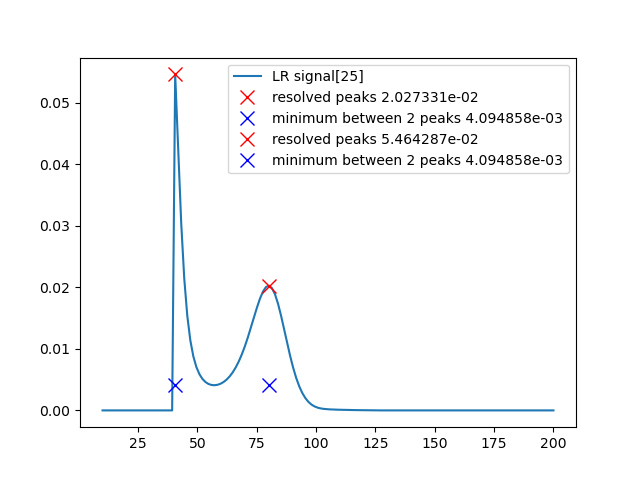 LR signal[25]
resolved peaks 2.027331e-02
minimum between 2 peaks 4.094858e-03
resolved peaks 5.464287e-02
minimum between 2 peaks 4.094858e-03
0.05
0.04
0.03
0.02
0.01
0.00
25 50 75 100 125 150 175 200